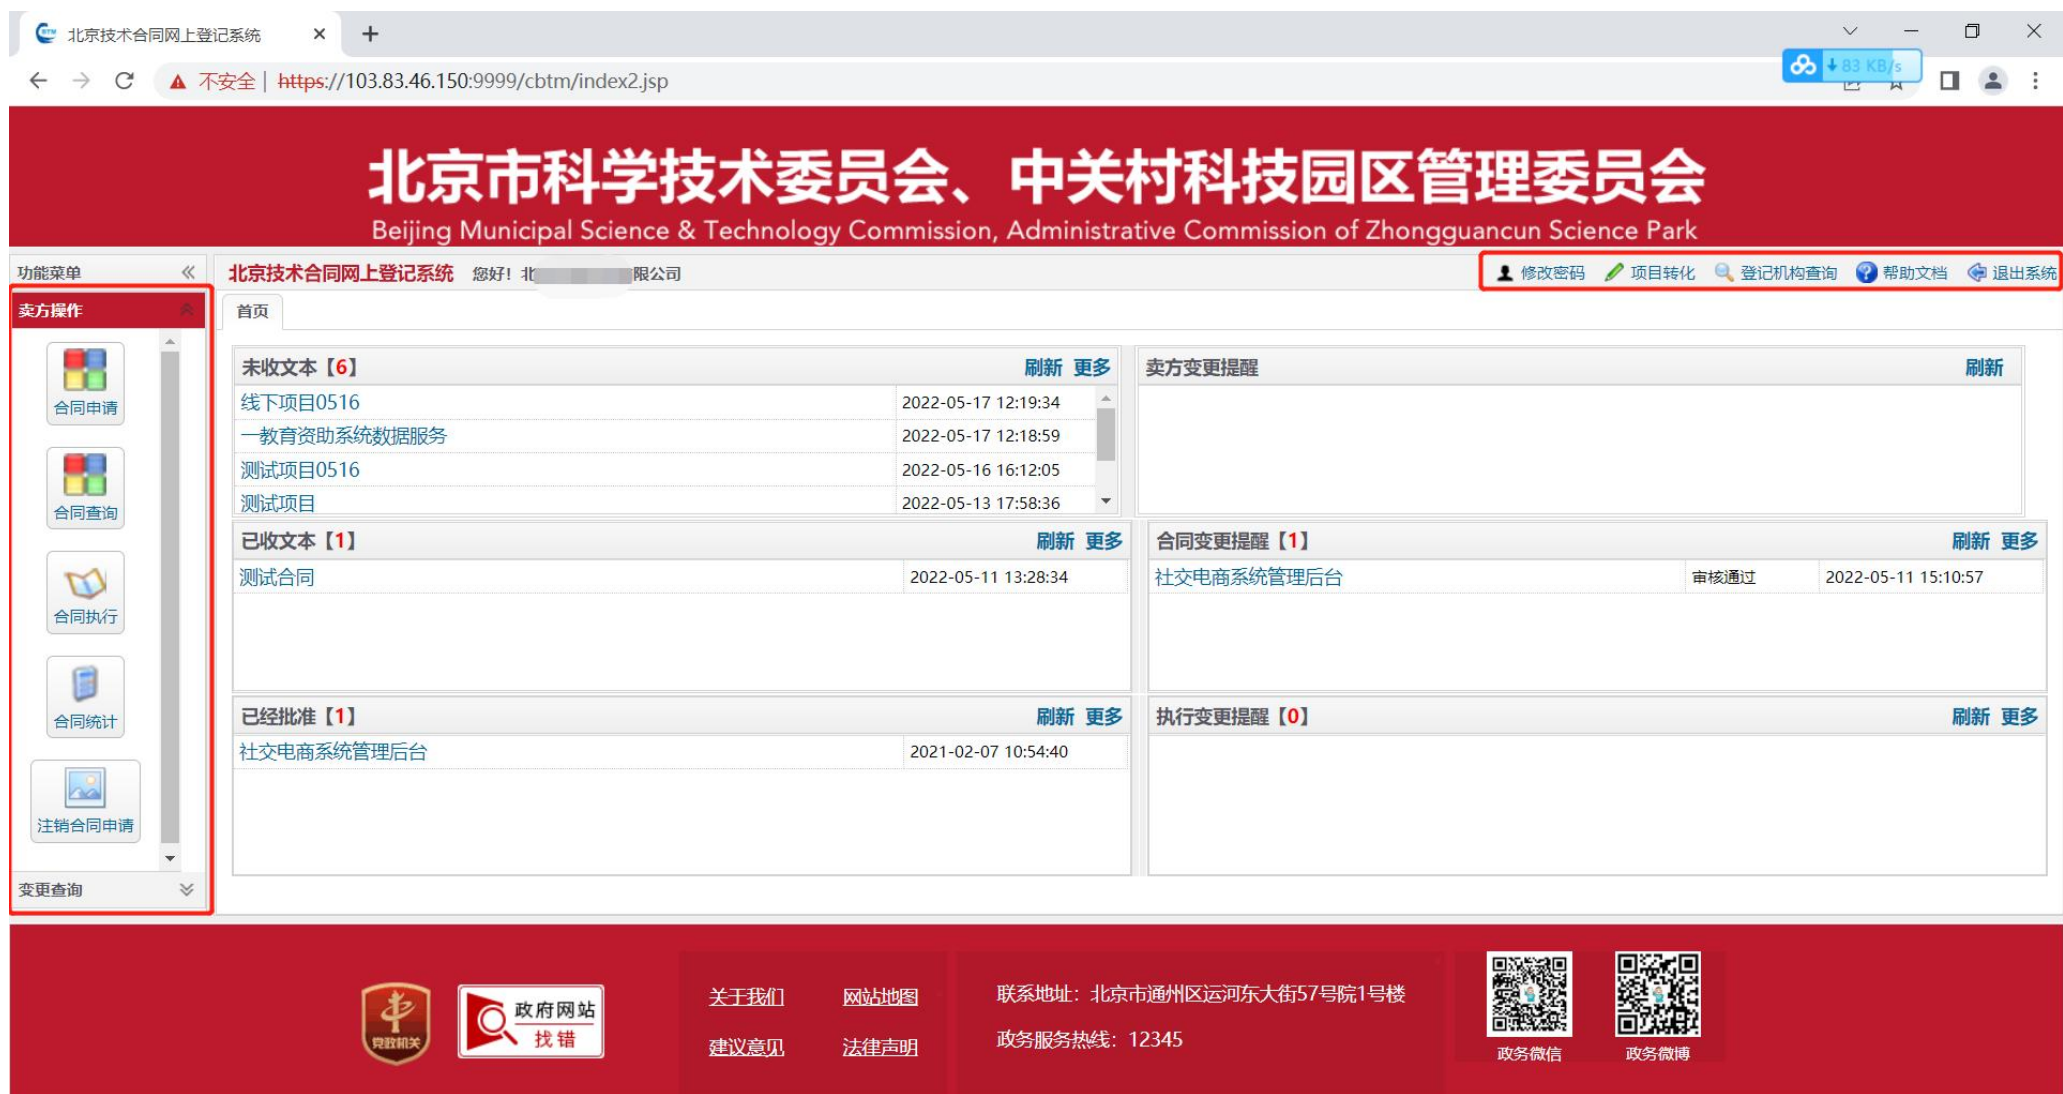 北京技术合同网上登记系统
不安全 | https://103.83.46.150:9999/cbtm/index2.jsp
83 KB/s
北京市科学技术委员会、中关村科技园区管理委员会
Beijing Municipal Science & Technology Commission, Administrative Commission of Zhongguancun Science Park
功能菜单
北京技术合同网上登记系统 您好！北 限公司
修改密码 项目转化 登记机构查询 帮助文档 退出系统
卖方操作
合同申请
合同查询
合同执行
合同统计
注销合同申请
变更查询
首页
未收文本【6】 刷新 更多
线下项目0516 2022-05-17 12:19:34
一教育资助系统数据服务 2022-05-17 12:18:59
测试项目0516 2022-05-16 16:12:05
测试项目 2022-05-13 17:58:36
卖方变更提醒 刷新
已收文本【1】 刷新 更多
测试合同 2022-05-11 13:28:34
合同变更提醒【1】 刷新 更多
社交电商系统管理后台 审核通过 2022-05-11 15:10:57
已经批准【1】 刷新 更多
社交电商系统管理后台 2021-02-07 10:54:40
执行变更提醒【0】 刷新 更多
党政机关
政府网站
找错
关于我们 网站地图
建议意见 法律声明
联系地址：北京市通州区运河东大街57号院1号楼
政务服务热线：12345
政务微信
政务微博